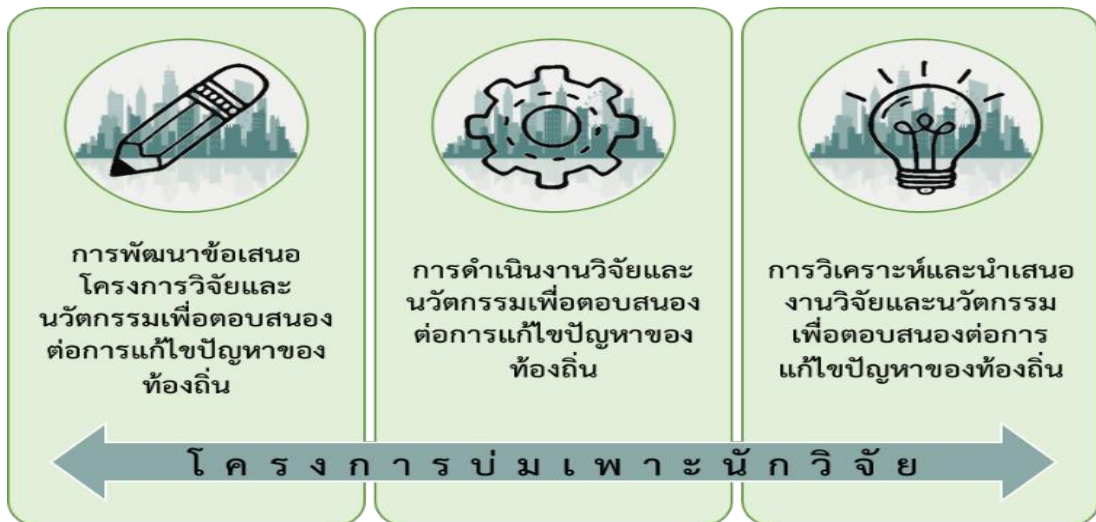 การพัฒนาข้อเสนอ
โครงการวิจัยและ
นวัตกรรมเพื่อตอบสนอง
ต่อการแก้ไขปัญหาของ
ท้องถิ่น
การดำเนินงานวิจัยและ
นวัตกรรมเพื่อตอบสนอง
ต่อการแก้ไขปัญหาของ
ท้องถิ่น
การวิเคราะห์และนำเสนอ
งานวิจัยและนวัตกรรม
เพื่อตอบสนองต่อการ
แก้ไขปัญหาของท้องถิ่น
โครงการบ่มเพาะนักวิจัย